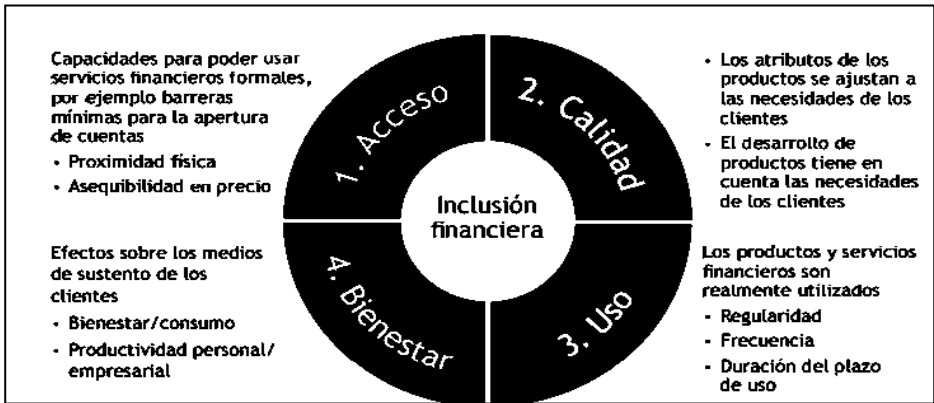 Capacidades para poder usar
servicios financieros formales,
por ejemplo barreras
mínimas para la apertura
de cuentas
• Proximidad física
• Asequibilidad en precio
1. Acceso
2. Calidad
• Los atributos de los
productos se ajustan a
las necesidades de los
clientes
• El desarrollo de
productos tiene en
cuenta las necesidades
de los clientes
Inclusión
financiera
Efectos sobre los medios
de sustento de los
clientes
• Bienestar/consumo
• Productividad personal/
empresarial
4. Bienestar
3. Uso
Los productos y servicios
financieros son
realmente utilizados
• Regularidad
• Frecuencia
• Duración del plazo
de uso